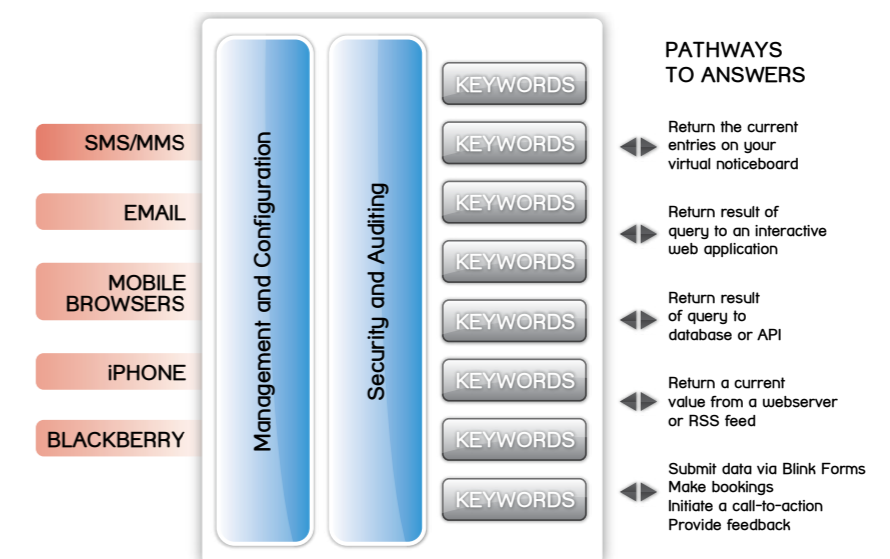 SMS/MMS
EMAIL
MOBILE
BROWSERS
iPHONE
BLACKBERRY
Management and Configuration
Security and Auditing
KEYWORDS
KEYWORDS
KEYWORDS
KEYWORDS
KEYWORDS
KEYWORDS
KEYWORDS
KEYWORDS
PATHWAYS
TO ANSWERS
Return the current
entries on your
virtual noticeboard
Return result of
query to an interactive
web application
Return result
of query to
database or API
Return a current
value from a webserver
or RSS feed
Submit data via Blink Forms
Make bookings
Initiate a call-to-action
Provide feedback